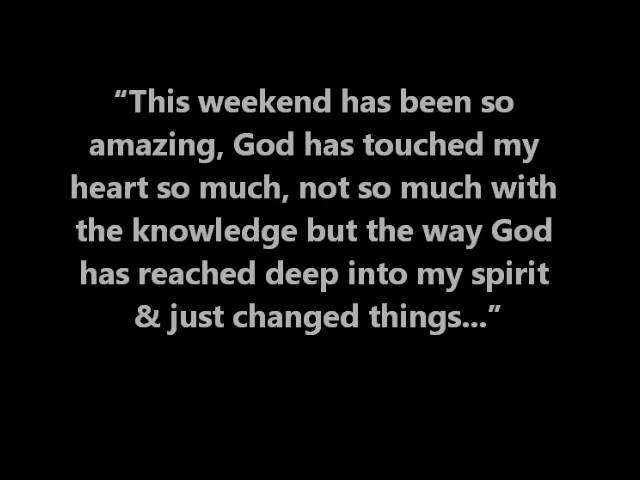 “This weekend has been so
amazing, God has touched my
heart so much, not so much with
the knowledge but the way God
has reached deep into my spirit
& just changed things...”